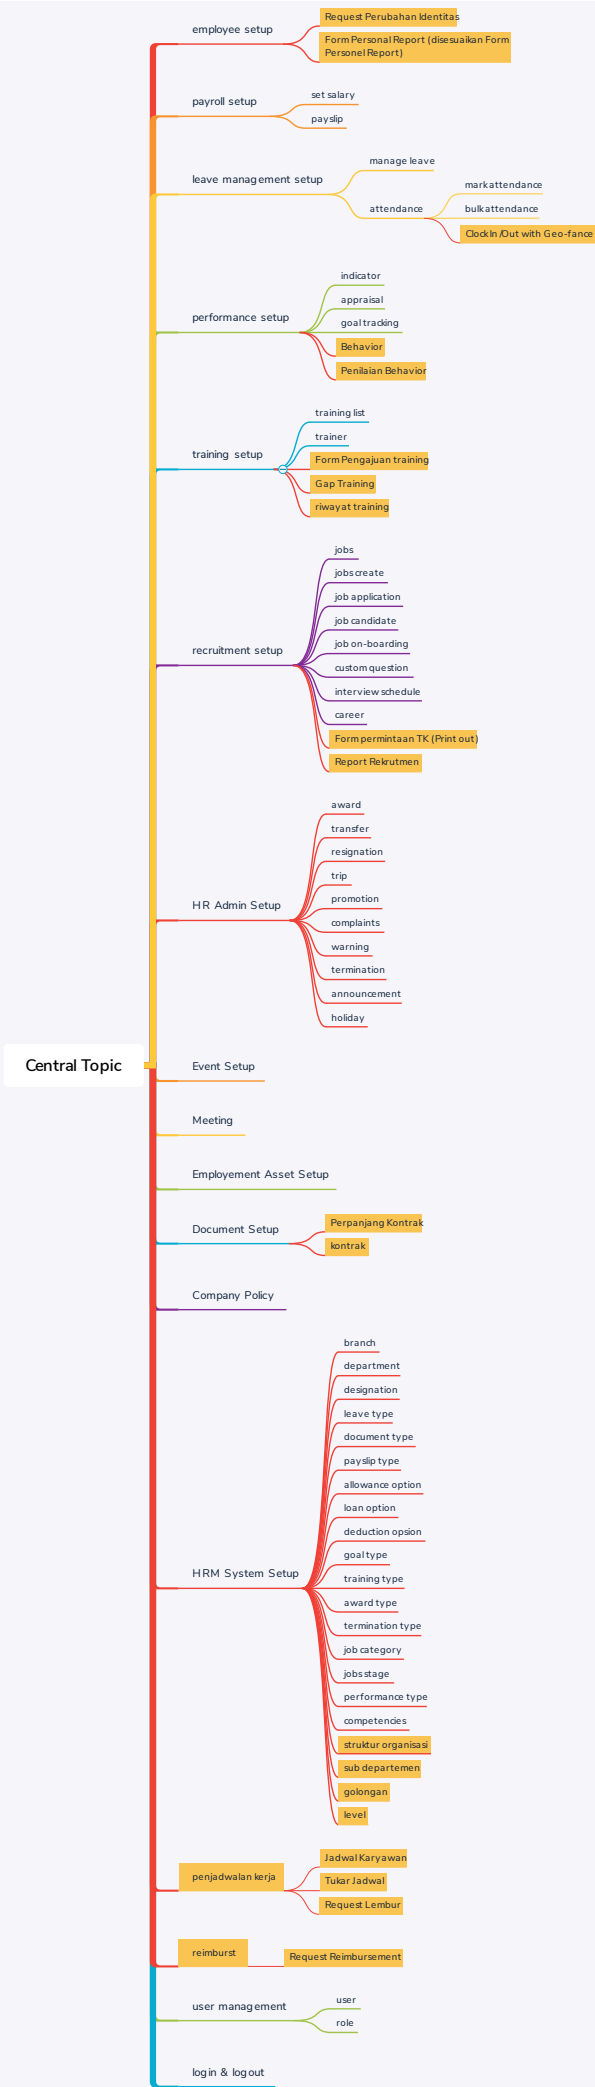 employee setup
Request Perubahan Identitas
Form Personal Report (disesuaikan Form
Personel Report)
payroll setup
set salary
payslip
leave management setup
manage leave
attendance
mark attendance
bulk attendance
ClockIn/Out with Geo-fance
performance setup
indicator
appraisal
goal tracking
Behavior
Penilaian Behavior
training setup
training list
trainer
Form Pengajuan training
Gap Training
riwayat training
recruitment setup
jobs
jobs create
job application
job candidate
job on-boarding
custom question
interview schedule
career
Form permintaan TK (Print out)
Report Rekrutmen
HR Admin Setup
award
transfer
resignation
trip
promotion
complaints
warning
termination
announcement
holiday
Central Topic
Event Setup
Meeting
Employement Asset Setup
Document Setup
Perpanjang Kontrak
kontrak
Company Policy
HRM System Setup
branch
department
designation
leave type
document type
payslip type
allowance option
loan option
deduction opsion
goal type
training type
award type
termination type
job category
jobs stage
performance type
competencies
struktur organisasi
sub departemen
golongan
level
penjadwalan kerja
Jadwal Karyawan
Tukar Jadwal
Request Lembur
reimburst
Request Reimbursement
user management
user
role
login & logout